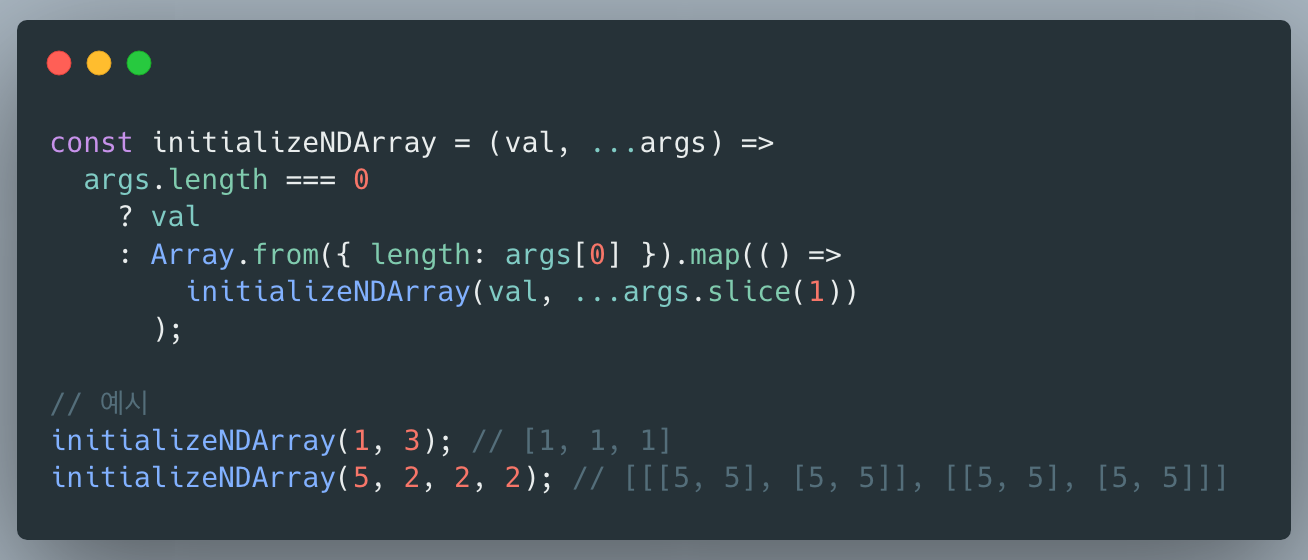 const initializeNDArray = (val, ...args) =>
  args.length === 0
    ? val
    : Array.from({ length: args[0] }).map(() =>
        initializeNDArray(val, ...args.slice(1))
      );
// 예시
initializeNDArray(1, 3); // [1, 1, 1]
initializeNDArray(5, 2, 2, 2); // [[[5, 5], [5, 5]], [[5, 5], [5, 5]]]